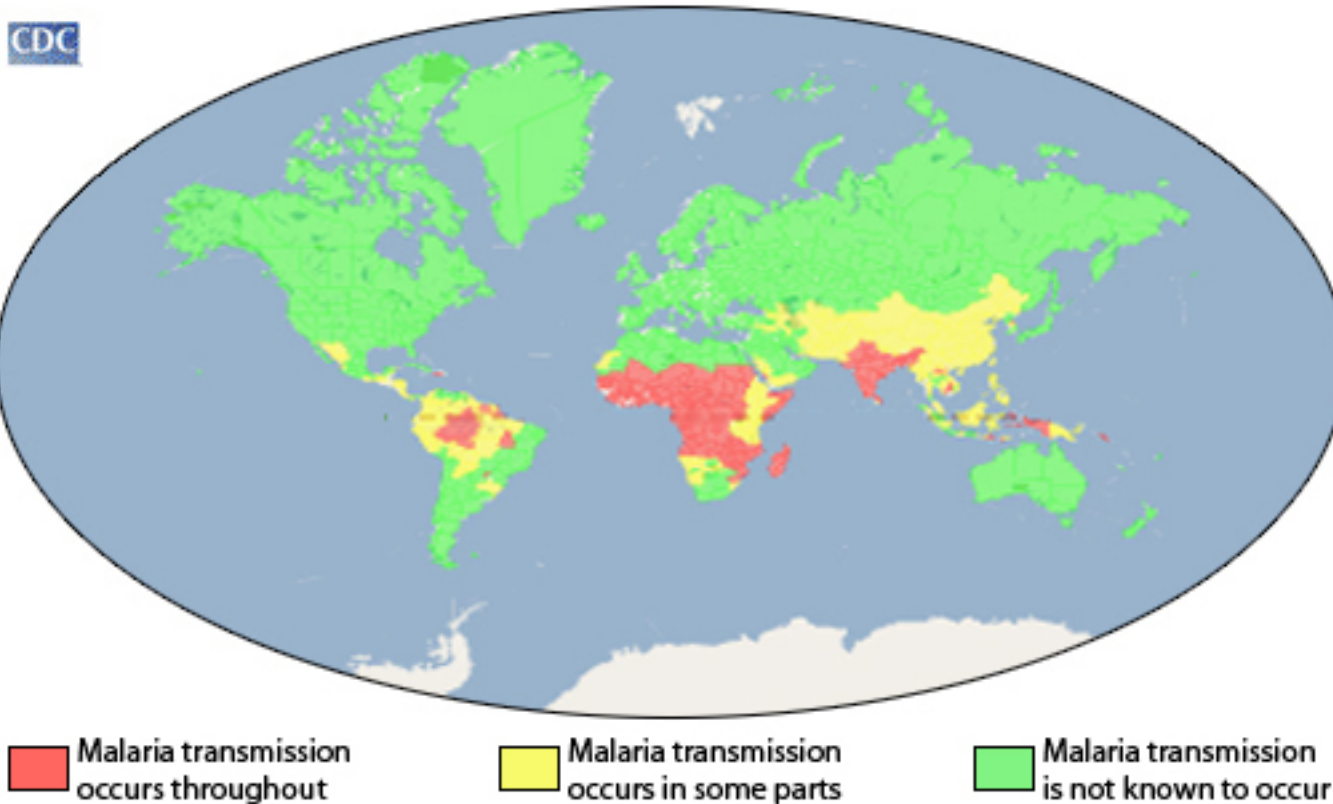 CDC
Malaria transmission
occurs throughout
Malaria transmission
occurs in some parts
Malaria transmission
is not known to occur